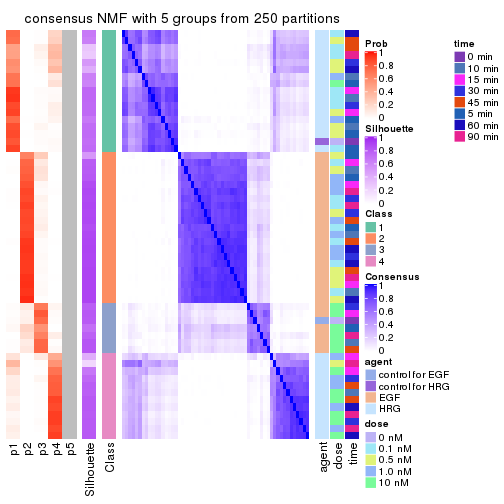 consensus NMF with 5 groups from 250 partitions
Prob
1
0.8
0.6
0.4
0.2
0
Silhouette
1
0.8
0.6
0.4
0.2
0
Class
1
2
3
4
Consensus
1
0.8
0.6
0.4
0.2
0
agent
control for EGF
control for HRG
EGF
HRG
dose
0 nM
0.1 nM
0.5 nM
1.0 nM
10 nM
time
0 min
10 min
15 min
30 min
45 min
5 min
60 min
90 min
p1
p2
p3
p4
p5
Silhouette
Class
agent
dose
time